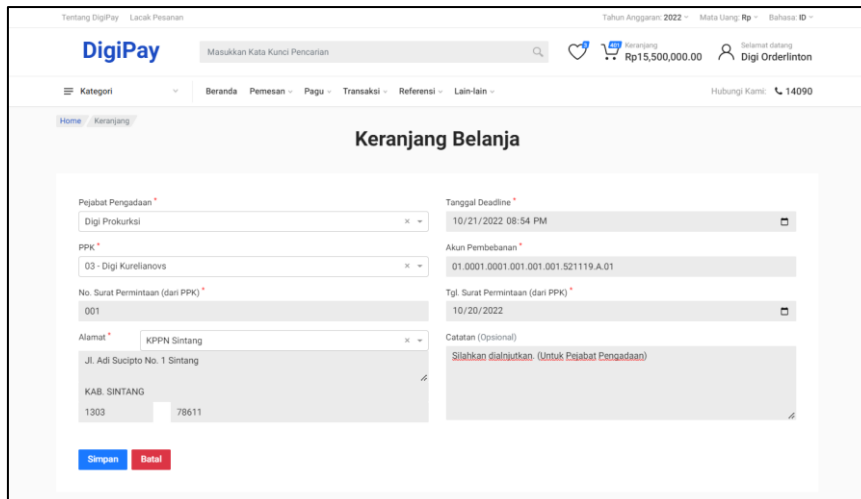 Tentang DigiPay Lacak Pesanan Tahun Anggaran: 2022 Mata Uang: Rp Bahasa: ID
DigiPay
Masukkan Kata Kunci Pencarian
0
401
Keranjang
Rp15,500,000.00
Selamat datang
Digi Orderlinton
Kategori Beranda Pemesan Pagu Transaksi Referensi Lain-lain Hubungi Kami: 14090
Home / Keranjang /
Keranjang Belanja
Pejabat Pengadaan *
Digi Prokurksi × 
Tanggal Deadline *
10/21/2022 08:54 PM
PPK *
03 - Digi Kurelianovs ×
Akun Pembebanan *
01.0001.0001.001.001.001.521119.A.01
No. Surat Permintaan (dari PPK) *
001
Tgl. Surat Permintaan (dari PPK) *
10/20/2022
Alamat *
KPPN Sintang ×
Jl. Adi Sucipto No. 1 Sintang
KAB. SINTANG
1303 78611
Catatan (Opsional)
Silahkan dialnjutkan. (Untuk Pejabat Pengadaan)
Simpan Batal